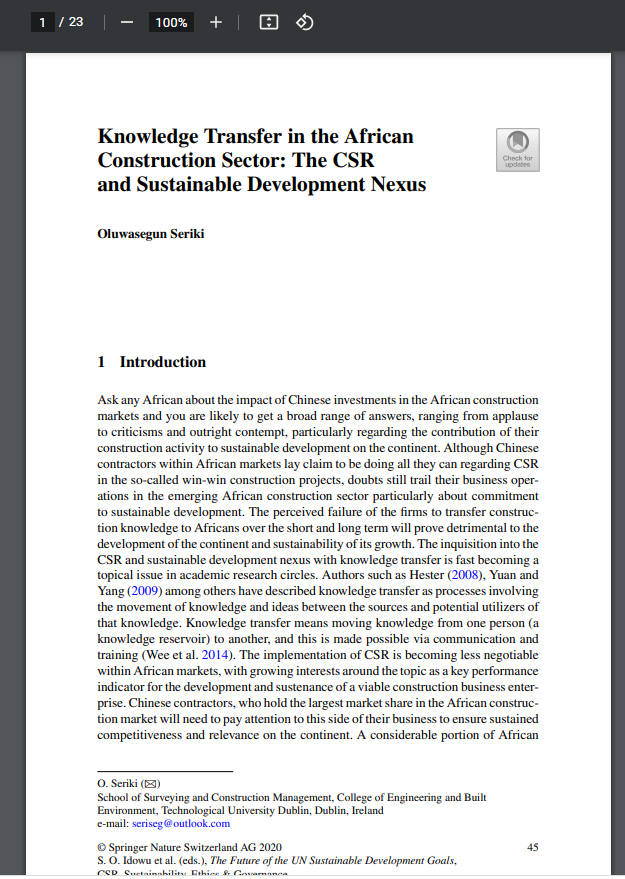 1 / 23 — 100% +
Knowledge Transfer in the African
Construction Sector: The CSR
and Sustainable Development Nexus
Check for
updates
Oluwasegun Seriki
1 Introduction
Ask any African about the impact of Chinese investments in the African construction
markets and you are likely to get a broad range of answers, ranging from applause
to criticisms and outright contempt, particularly regarding the contribution of their
construction activity to sustainable development on the continent. Although Chinese
contractors within African markets lay claim to be doing all they can regarding CSR
in the so-called win-win construction projects, doubts still trail their business oper-
ations in the emerging African construction sector particularly about commitment
to sustainable development. The perceived failure of the firms to transfer construc-
tion knowledge to Africans over the short and long term will prove detrimental to the
development of the continent and sustainability of its growth. The inquisition into the
CSR and sustainable development nexus with knowledge transfer is fast becoming a
topical issue in academic research circles. Authors such as Hester (2008), Yuan and
Yang (2009) among others have described knowledge transfer as processes involving
the movement of knowledge and ideas between the sources and potential utilizers of
that knowledge. Knowledge transfer means moving knowledge from one person (a
knowledge reservoir) to another, and this is made possible via communication and
training (Wee et al. 2014). The implementation of CSR is becoming less negotiable
within African markets, with growing interests around the topic as a key performance
indicator for the development and sustenance of a viable construction business enter-
prise. Chinese contractors, who hold the largest market share in the African construc-
tion market will need to pay attention to this side of their business to ensure sustained
competitiveness and relevance on the continent. A considerable portion of African
O. Seriki (✉)
School of Surveying and Construction Management, College of Engineering and Built
Environment, Technological University Dublin, Dublin, Ireland
e-mail: seriseg@outlook.com
© Springer Nature Switzerland AG 2020 45
S. O. Idowu et al. (eds.), The Future of the UN Sustainable Development Goals,
CSR, Sustainability, Ethics & Governance